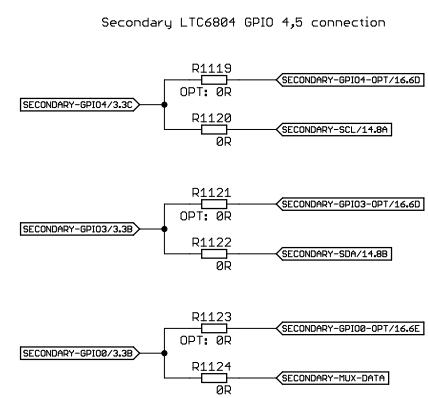 Secondary LTC6804 GPIO 4,5 connection
R1119
OPT: 0R
SECONDARY-GPIO4-OPT/16.6D
SECONDARY-GPIO4/3.3C
R1120
0R
SECONDARY-SCL/14.8A
R1121
OPT: 0R
SECONDARY-GPIO3-OPT/16.6D
SECONDARY-GPIO3/3.3B
R1122
0R
SECONDARY-SDA/14.8B
R1123
OPT: 0R
SECONDARY-GPIO0-OPT/16.6E
SECONDARY-GPIO0/3.3B
R1124
0R
SECONDARY-MUX-DATA